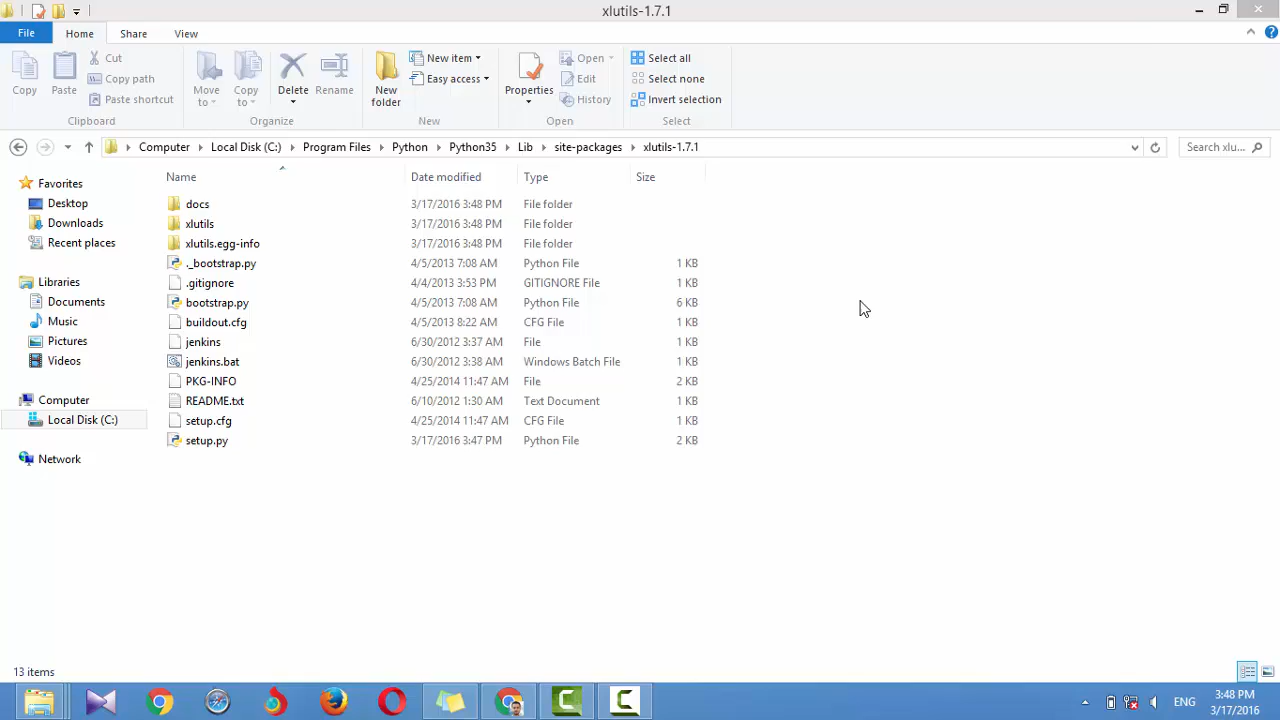 xlutils-1.7.1
File Home Share View
Copy
Paste
Cut
Copy path
Paste shortcut
Clipboard
Move to
Copy to
Delete
Rename
Organize
New folder
New item
Easy access
New
Properties
Open
Edit
History
Open
Select all
Select none
Invert selection
Select
Computer Local Disk (C:) Program Files Python Python35 Lib site-packages xlutils-1.7.1
Search xlu...
Favorites
Desktop
Downloads
Recent places
Libraries
Documents
Music
Pictures
Videos
Computer
Local Disk (C:)
Network
Name Date modified Type Size
docs 3/17/2016 3:48 PM File folder
xlutils 3/17/2016 3:48 PM File folder
xlutils.egg-info 3/17/2016 3:48 PM File folder
._bootstrap.py 4/5/2013 7:08 AM Python File 1 KB
.gitignore 4/4/2013 3:53 PM GITIGNORE File 1 KB
bootstrap.py 4/5/2013 7:08 AM Python File 6 KB
buildout.cfg 4/5/2013 8:22 AM CFG File 1 KB
jenkins 6/30/2012 3:37 AM File 1 KB
jenkins.bat 6/30/2012 3:38 AM Windows Batch File 1 KB
PKG-INFO 4/25/2014 11:47 AM File 2 KB
README.txt 6/10/2012 1:30 AM Text Document 1 KB
setup.cfg 4/25/2014 11:47 AM CFG File 1 KB
setup.py 3/17/2016 3:47 PM Python File 2 KB
13 items
ENG
3:48 PM
3/17/2016